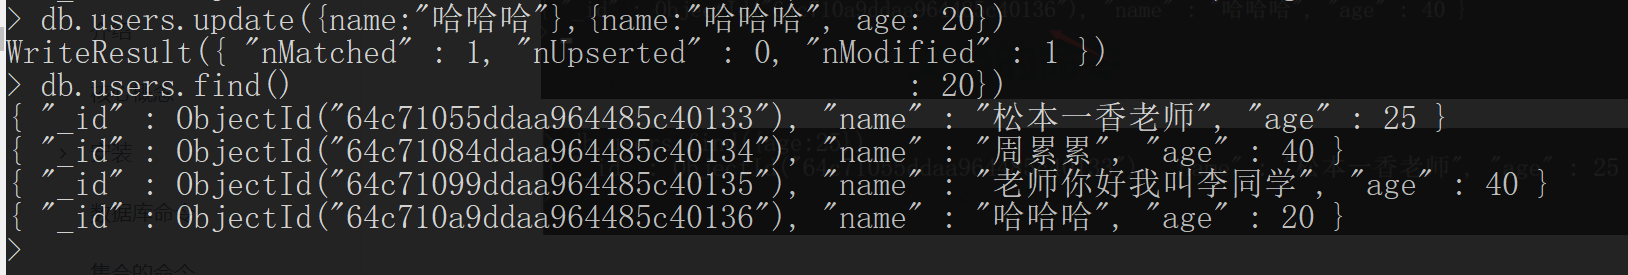 > db.users.update({name:"哈哈哈"},{name:"哈哈哈", age: 20})
WriteResult({ "nMatched" : 1, "nUpserted" : 0, "nModified" : 1 })
> db.users.find() : 20})
{ "_id" : ObjectId("64c71055ddaa964485c40133"), "name" : "松本一香老师", "age" : 25 }
{ "_id" : ObjectId("64c71084ddaa964485c40134"), "name" : "周累累", "age" : 40 }
{ "_id" : ObjectId("64c71099ddaa964485c40135"), "name" : "老师你好我叫李同学", "age" : 40 }
{ "_id" : ObjectId("64c710a9ddaa964485c40136"), "name" : "哈哈哈", "age" : 20 }
>